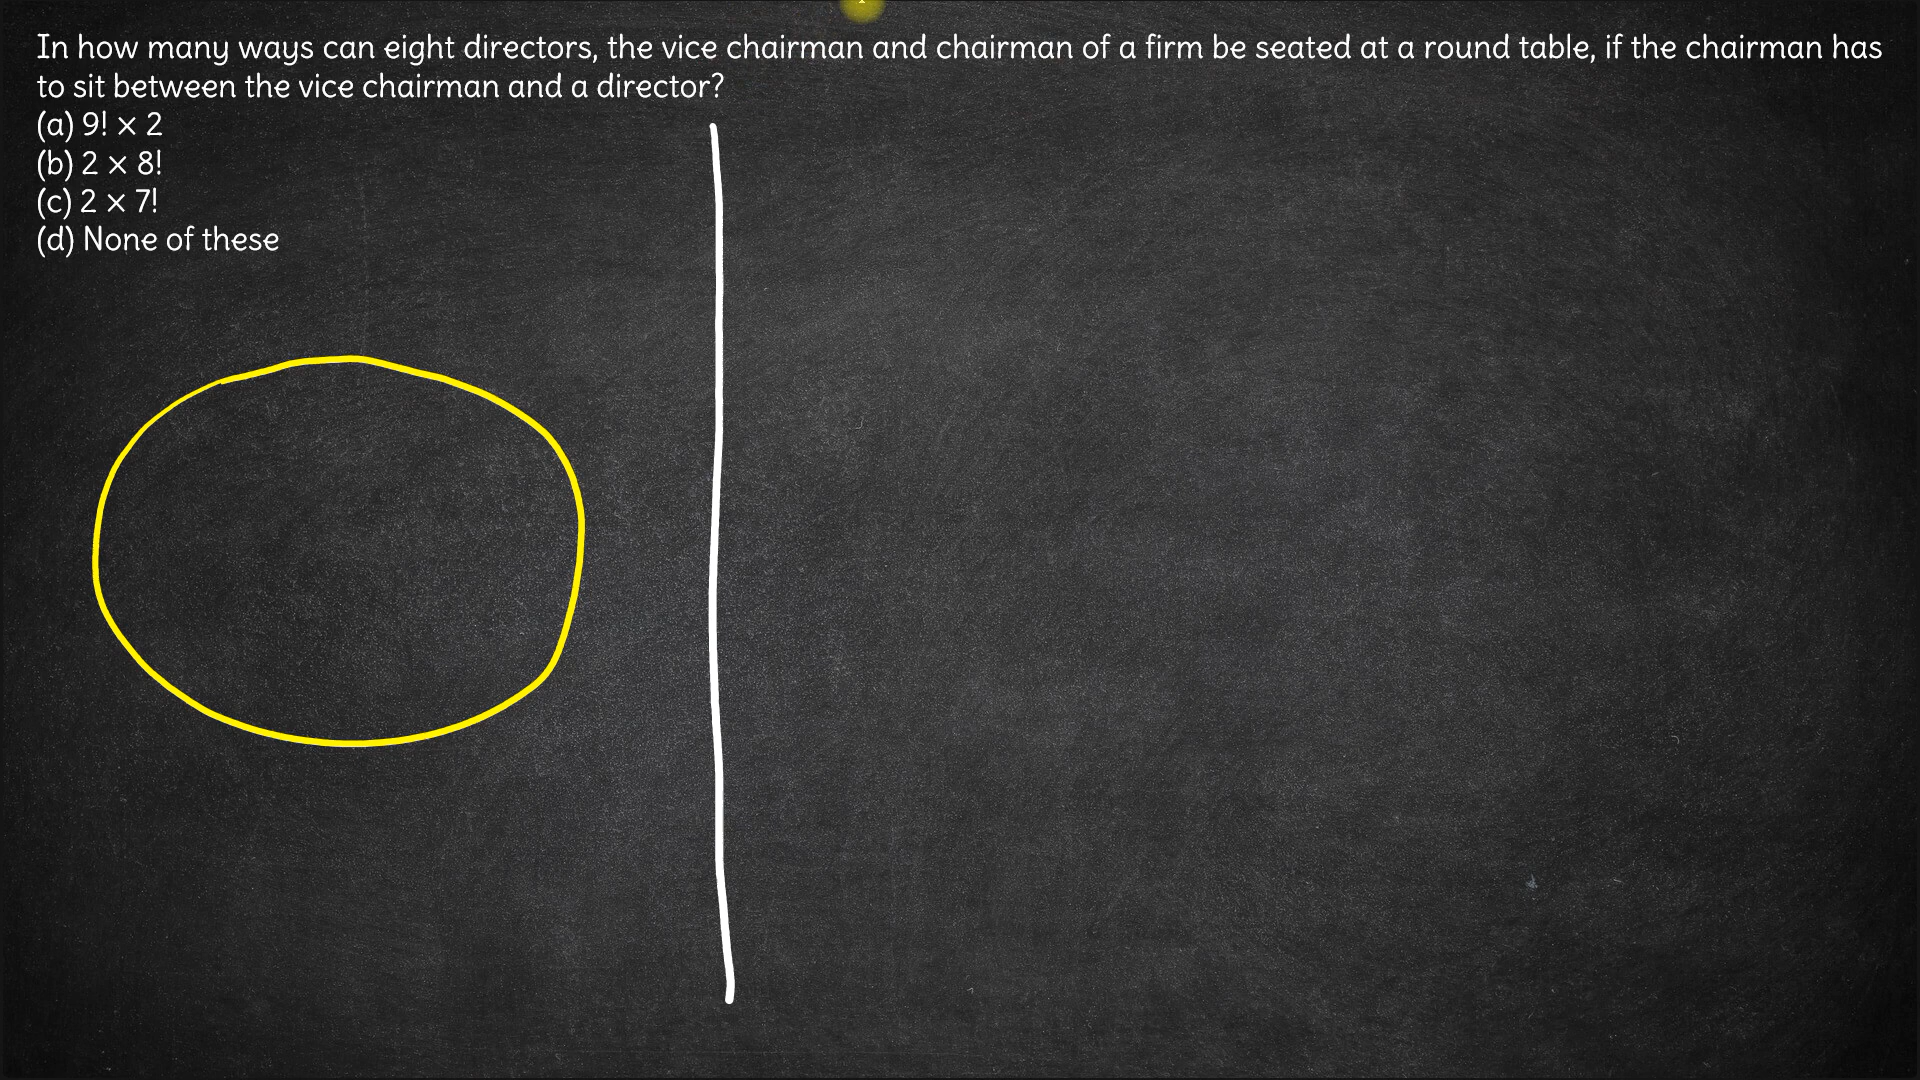 In how many ways can eight directors, the vice chairman and chairman of a firm be seated at a round table, if the chairman has
to sit between the vice chairman and a director?
(a) 9! × 2
(b) 2 × 8!
(c) 2 × 7!
(d) None of these